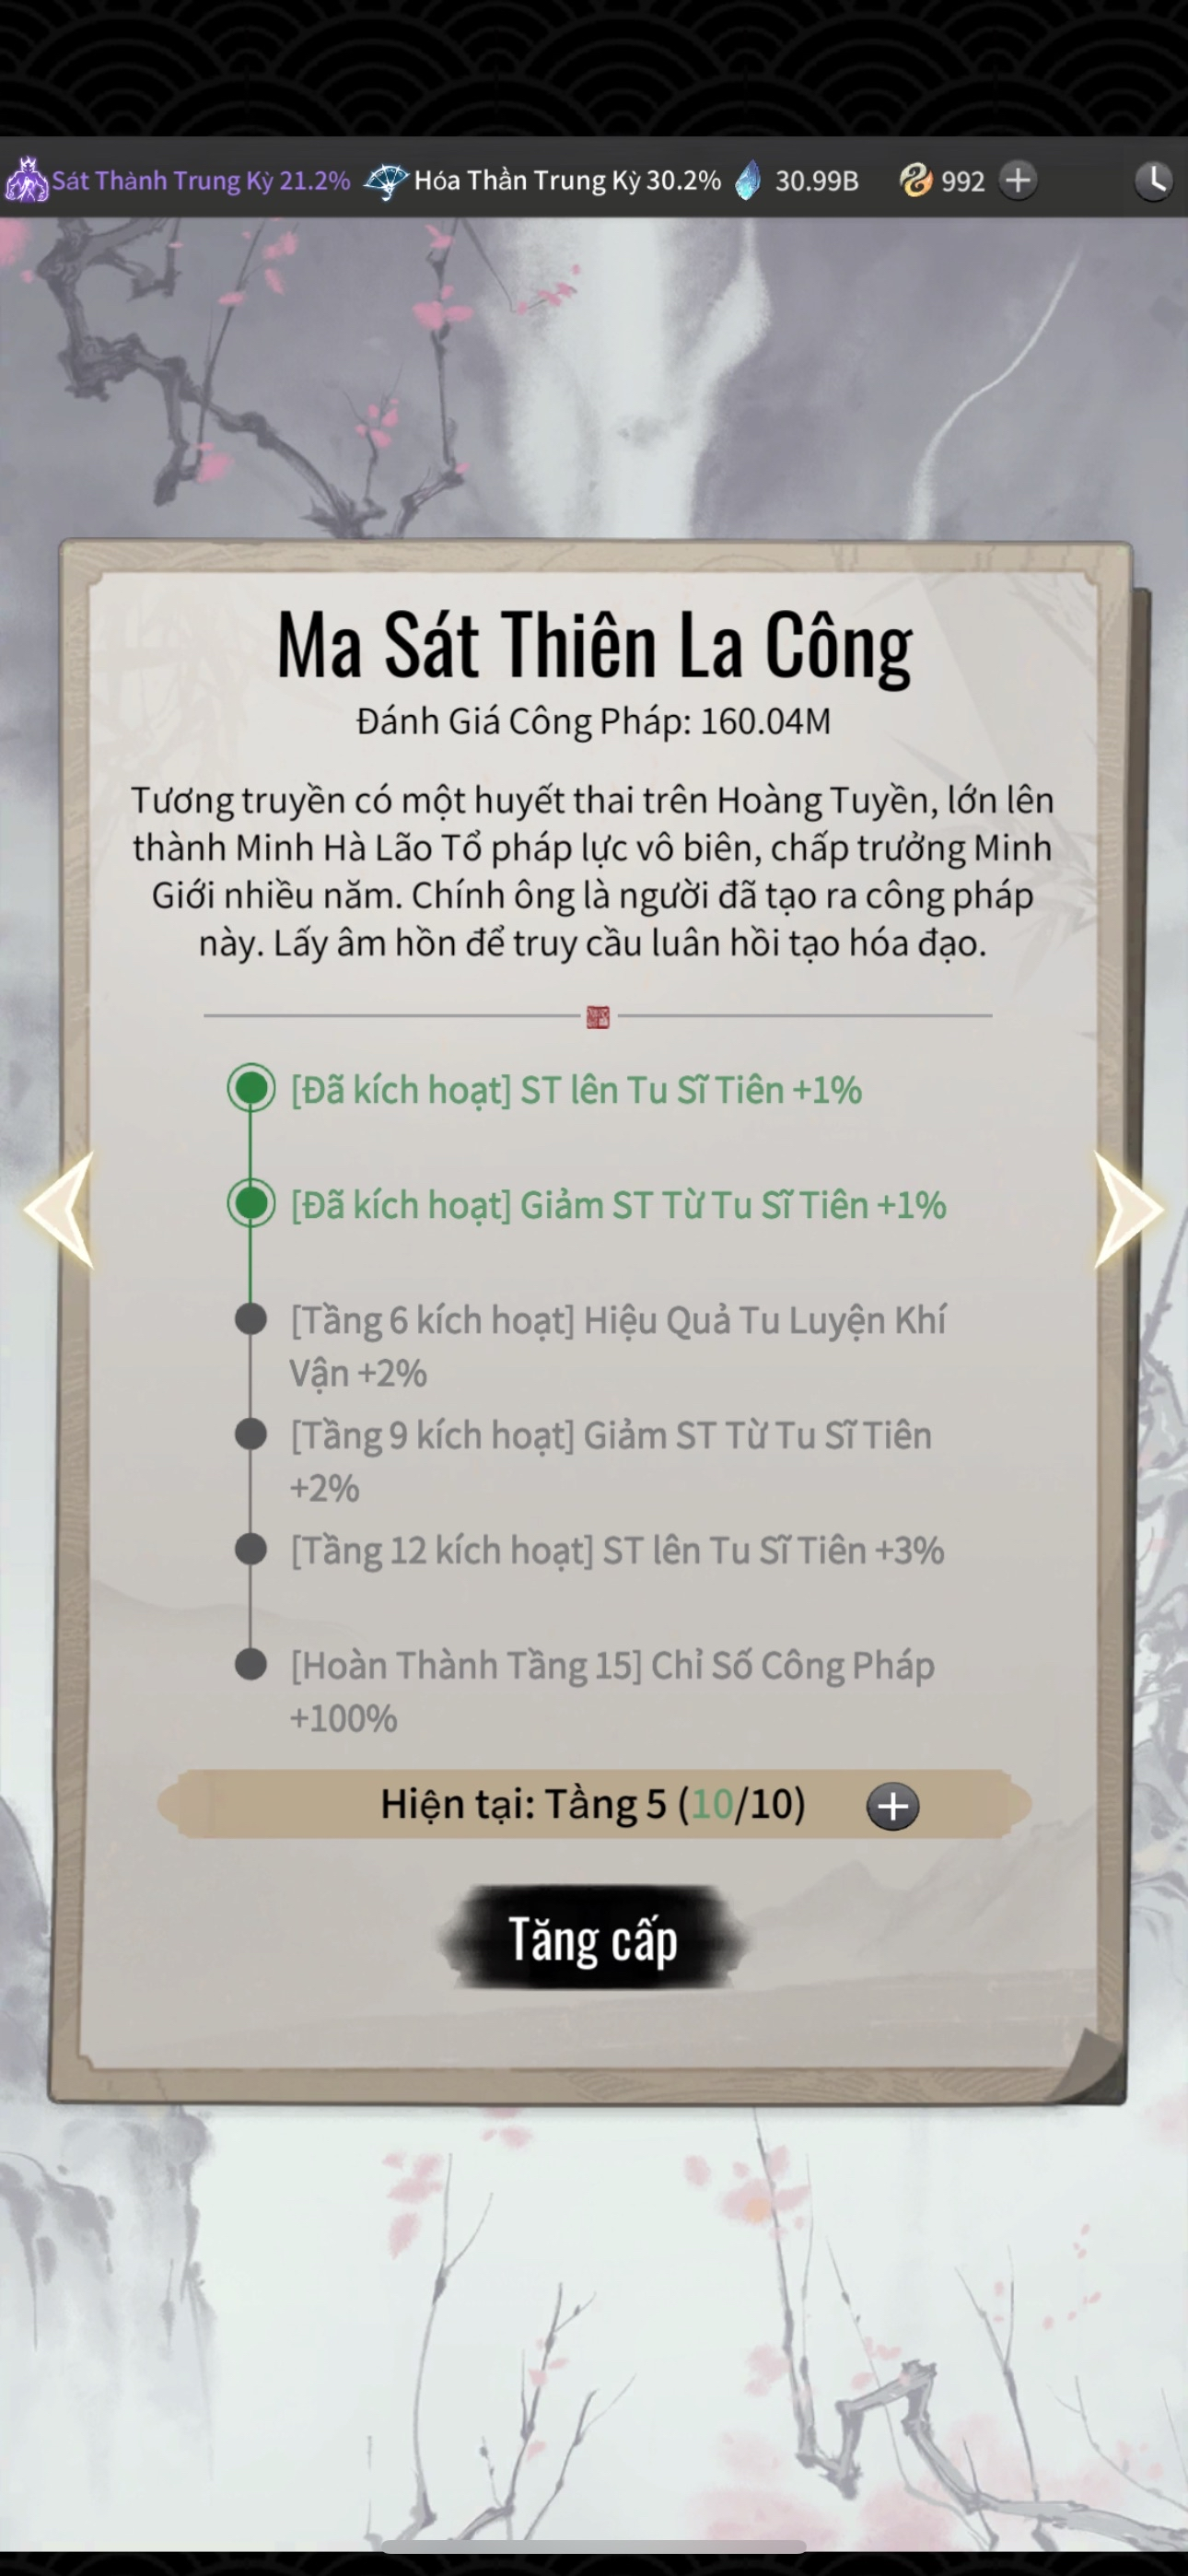 Sát Thành Trung Kỳ 21.2% Hóa Thần Trung Kỳ 30.2% 30.99B 992
Ma Sát Thiên La Công
Đánh Giá Công Pháp: 160.04M
Tương truyền có một huyết thai trên Hoàng Tuyền, lớn lên
thành Minh Hà Lão Tổ pháp lực vô biên, chấp trưởng Minh
Giới nhiều năm. Chính ông là người đã tạo ra công pháp
này. Lấy âm hồn để truy cầu luân hồi tạo hóa đạo.
[Đã kích hoạt] ST lên Tu Sĩ Tiên +1%
[Đã kích hoạt] Giảm ST Từ Tu Sĩ Tiên +1%
[Tầng 6 kích hoạt] Hiệu Quả Tu Luyện Khí
Vận +2%
[Tầng 9 kích hoạt] Giảm ST Từ Tu Sĩ Tiên
+2%
[Tầng 12 kích hoạt] ST lên Tu Sĩ Tiên +3%
[Hoàn Thành Tầng 15] Chỉ Số Công Pháp
+100%
Hiện tại: Tầng 5 (10/10)
Tăng cấp